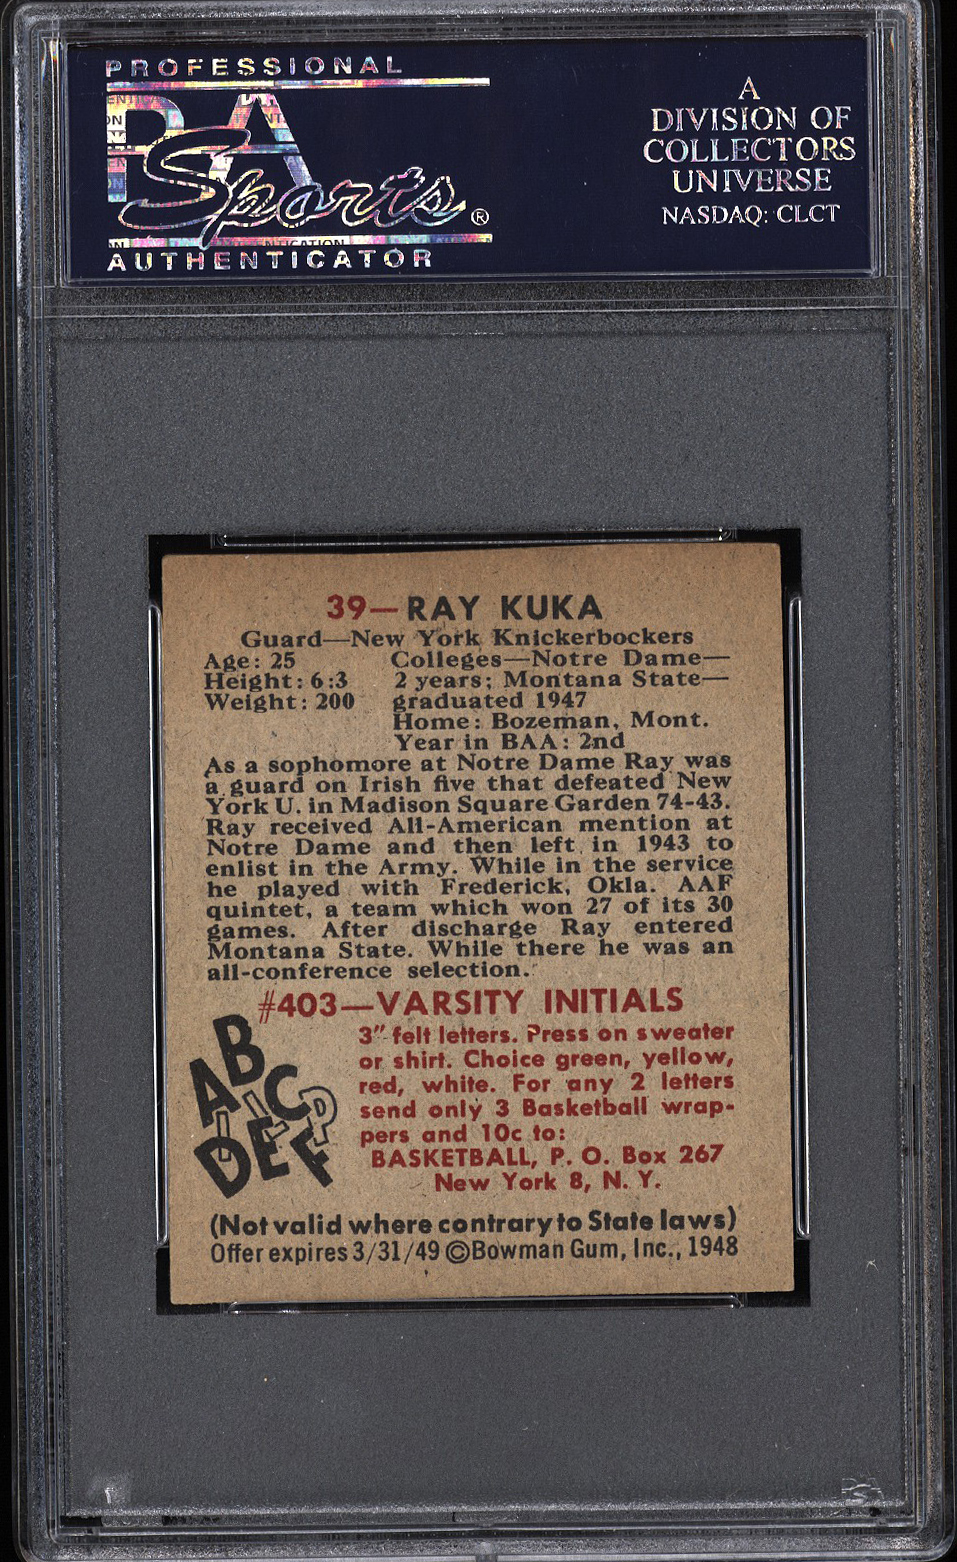 PROFESSIONAL
PSA
Sports®
AUTHENTICATOR
A
DIVISION OF
COLLECTORS
UNIVERSE
NASDAQ: CLCT
39—RAY KUKA
Guard—New York Knickerbockers
Age: 25 Colleges—Notre Dame—
Height: 6:3 2 years; Montana State—
Weight: 200 graduated 1947
Home: Bozeman, Mont.
Year in BAA: 2nd
As a sophomore at Notre Dame Ray was
a guard on Irish five that defeated New
York U. in Madison Square Garden 74-43.
Ray received All-American mention at
Notre Dame and then left in 1943 to
enlist in the Army. While in the service
he played with Frederick, Okla. AAF
quintet, a team which won 27 of its 30
games. After discharge Ray entered
Montana State. While there he was an
all-conference selection.
#403—VARSITY INITIALS
3" felt letters. Press on sweater
or shirt. Choice green, yellow,
red, white. For any 2 letters
send only 3 Basketball wrap-
pers and 10c to:
BASKETBALL, P. O. Box 267
New York 8, N. Y.
ABC
DEF
(Not valid where contrary to State laws)
Offer expires 3/31/49 ©Bowman Gum, Inc., 1948